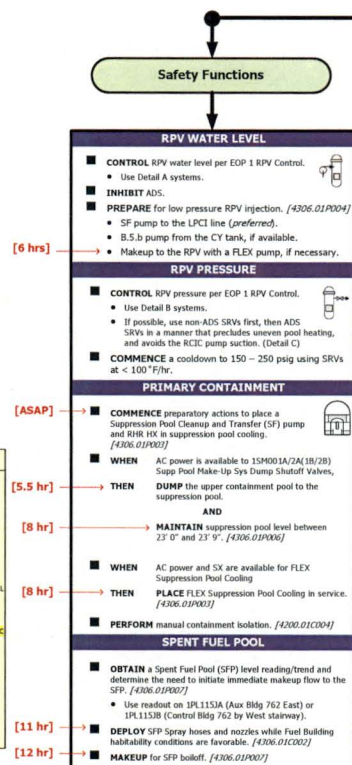 Safety Functions
RPV WATER LEVEL
CONTROL RPV water level per EOP 1 RPV Control.
• Use Detail A systems.
INHIBIT ADS.
PREPARE for low pressure RPV injection. [4306.01P004]
• SF pump to the LPCI line (preferred).
• B.5.b pump from the CY tank, if available.
[6 hrs] • Makeup to the RPV with a FLEX pump, if necessary.
RPV PRESSURE
CONTROL RPV pressure per EOP 1 RPV Control.
• Use Detail B systems.
• If possible, use non-ADS SRVs first, then ADS
SRVs in a manner that precludes uneven pool heating,
and avoids the RCIC pump suction. (Detail C)
COMMENCE a cooldown to 150 – 250 psig using SRVs
at < 100°F/hr.
PRIMARY CONTAINMENT
[ASAP] COMMENCE preparatory actions to place a
Suppression Pool Cleanup and Transfer (SF) pump
and RHR HX in suppression pool cooling.
[4306.01P003]
WHEN AC power is available to 1SM001A/2A(1B/2B)
Supp Pool Make-Up Sys Dump Shutoff Valves,
[5.5 hr] THEN DUMP the upper containment pool to the
suppression pool.
AND
[8 hr] MAINTAIN suppression pool level between
23' 0" and 23' 9". [4306.01P006]
WHEN AC power and SX are available for FLEX
Suppression Pool Cooling
[8 hr] THEN PLACE FLEX Suppression Pool Cooling in service.
[4306.01P003]
PERFORM manual containment isolation. [4200.01C004]
SPENT FUEL POOL
OBTAIN a Spent Fuel Pool (SFP) level reading/trend and
determine the need to initiate immediate makeup flow to the
SFP. [4306.01P007]
• Use readout on 1PL115JA (Aux Bldg 762 East) or
1PL115JB (Control Bldg 762 by West stairway).
[11 hr] DEPLOY SFP Spray hoses and nozzles while Fuel Building
habitability conditions are favorable. [4306.01C002]
[12 hr] MAKEUP for SFP boiloff. [4306.01P007]